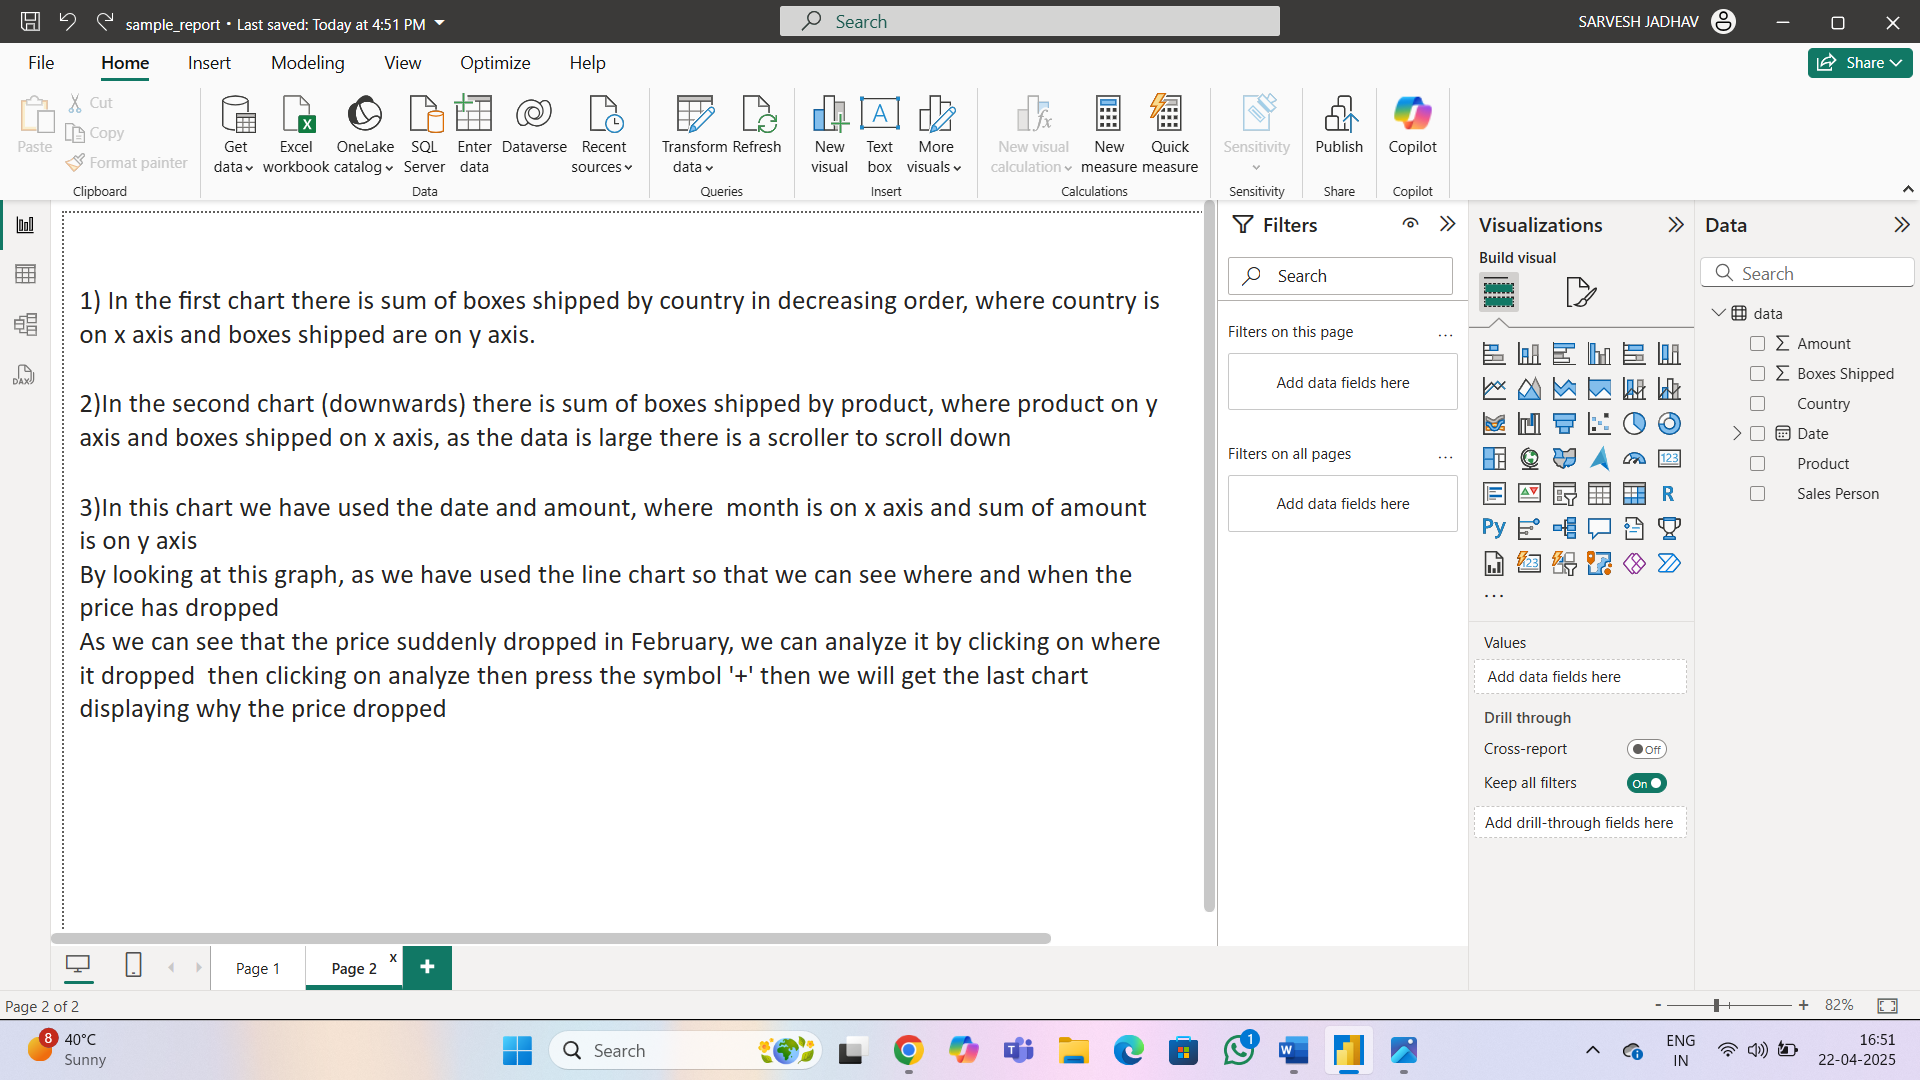 sample_report • Last saved: Today at 4:51 PM
Search
SARVESH JADHAV
File Home Insert Modeling View Optimize Help
Share
Paste
Cut
Copy
Format painter
Clipboard
Get data
Excel workbook
OneLake catalog
SQL Server
Enter data
Dataverse
Recent sources
Data
Transform data
Refresh
Queries
New visual
Text box
More visuals
Insert
New visual calculation
New measure
Quick measure
Calculations
Sensitivity
Sensitivity
Publish
Share
Copilot
Copilot
1) In the first chart there is sum of boxes shipped by country in decreasing order, where country is
on x axis and boxes shipped are on y axis.
2)In the second chart (downwards) there is sum of boxes shipped by product, where product on y
axis and boxes shipped on x axis, as the data is large there is a scroller to scroll down
3)In this chart we have used the date and amount, where  month is on x axis and sum of amount
is on y axis
By looking at this graph, as we have used the line chart so that we can see where and when the
price has dropped
As we can see that the price suddenly dropped in February, we can analyze it by clicking on where
it dropped  then clicking on analyze then press the symbol '+' then we will get the last chart
displaying why the price dropped
Filters
Search
Filters on this page
...
Add data fields here
Filters on all pages
...
Add data fields here
Visualizations
Build visual
123
R
Py
123
...
Values
Add data fields here
Drill through
Cross-report
Off
Keep all filters
On
Add drill-through fields here
Data
Search
data
Σ Amount
Σ Boxes Shipped
Country
Date
Product
Sales Person
DAX
Page 1
Page 2
x
+
Page 2 of 2
- + 82%
8
40°C
Sunny
Search
1
ENG
IN
16:51
22-04-2025